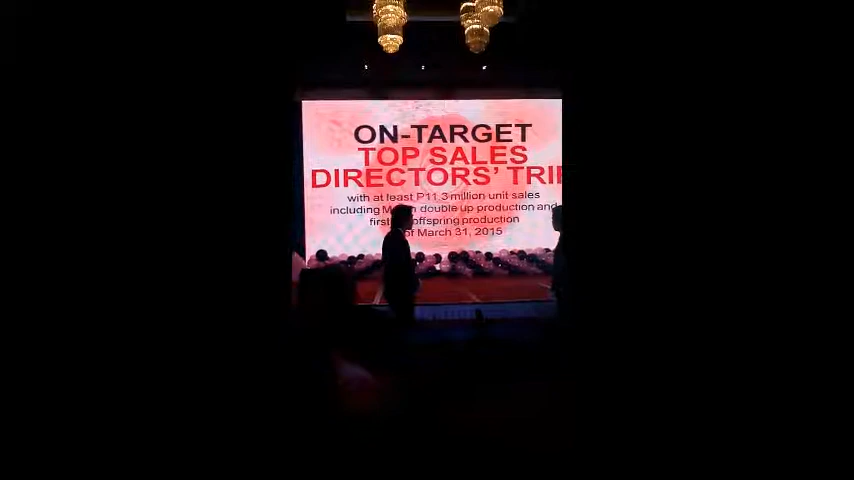 ON-TARGET
TOP SALES
DIRECTORS' TRI
with at least P11.3 million unit sales
including double up production and
first offspring production
of March 31, 2015